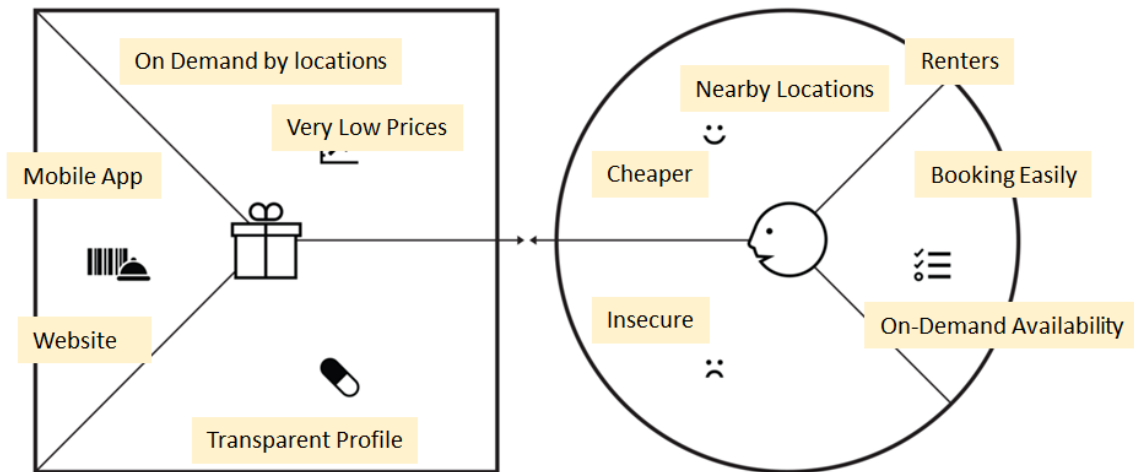 On Demand by locations
Very Low Prices
Mobile App
Website
Transparent Profile
Renters
Nearby Locations
Cheaper
Booking Easily
Insecure
On-Demand Availability